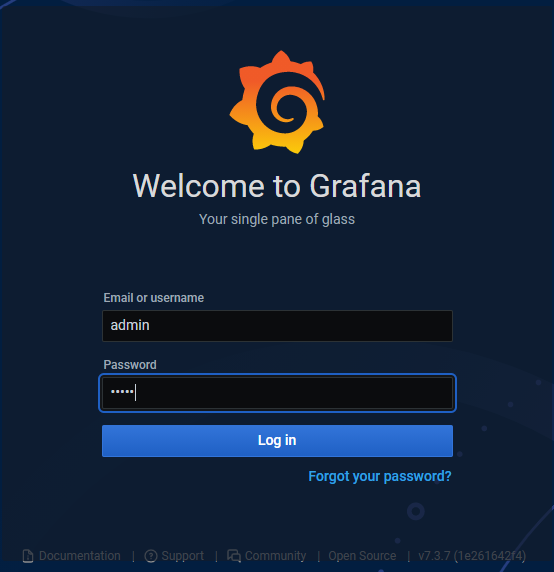 Welcome to Grafana
Your single pane of glass
Email or username
admin
Password
•••••
Log in
Forgot your password?
Documentation | Support | Community | Open Source | v7.3.7 (1e261642f4)